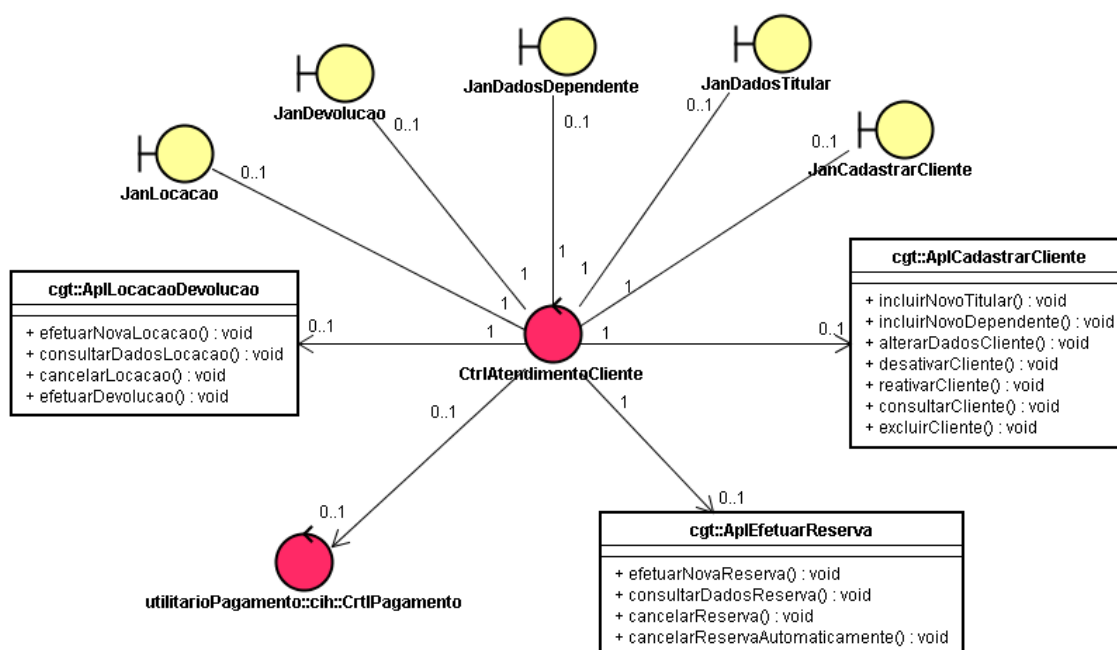 JanDadosTitular
0..1
JanDadosDependente
0..1
JanDevolucao
0..1
JanCadastrarCliente
0..1
JanLocacao
0..1
1
1
1
1
1
cgt::AplLocacaoDevolucao
+ efetuarNovaLocacao() : void
+ consultarDadosLocacao() : void
+ cancelarLocacao() : void
+ efetuarDevolucao() : void
0..1
1
CtrlAtendimentoCliente
1
0..1
cgt::AplCadastrarCliente
+ incluirNovoTitular() : void
+ incluirNovoDependente() : void
+ alterarDadosCliente() : void
+ desativarCliente() : void
+ reativarCliente() : void
+ consultarCliente() : void
+ excluirCliente() : void
0..1
1
0..1
0..1
utilitarioPagamento::cih::CrtlPagamento
cgt::AplEfetuarReserva
+ efetuarNovaReserva() : void
+ consultarDadosReserva() : void
+ cancelarReserva() : void
+ cancelarReservaAutomaticamente() : void